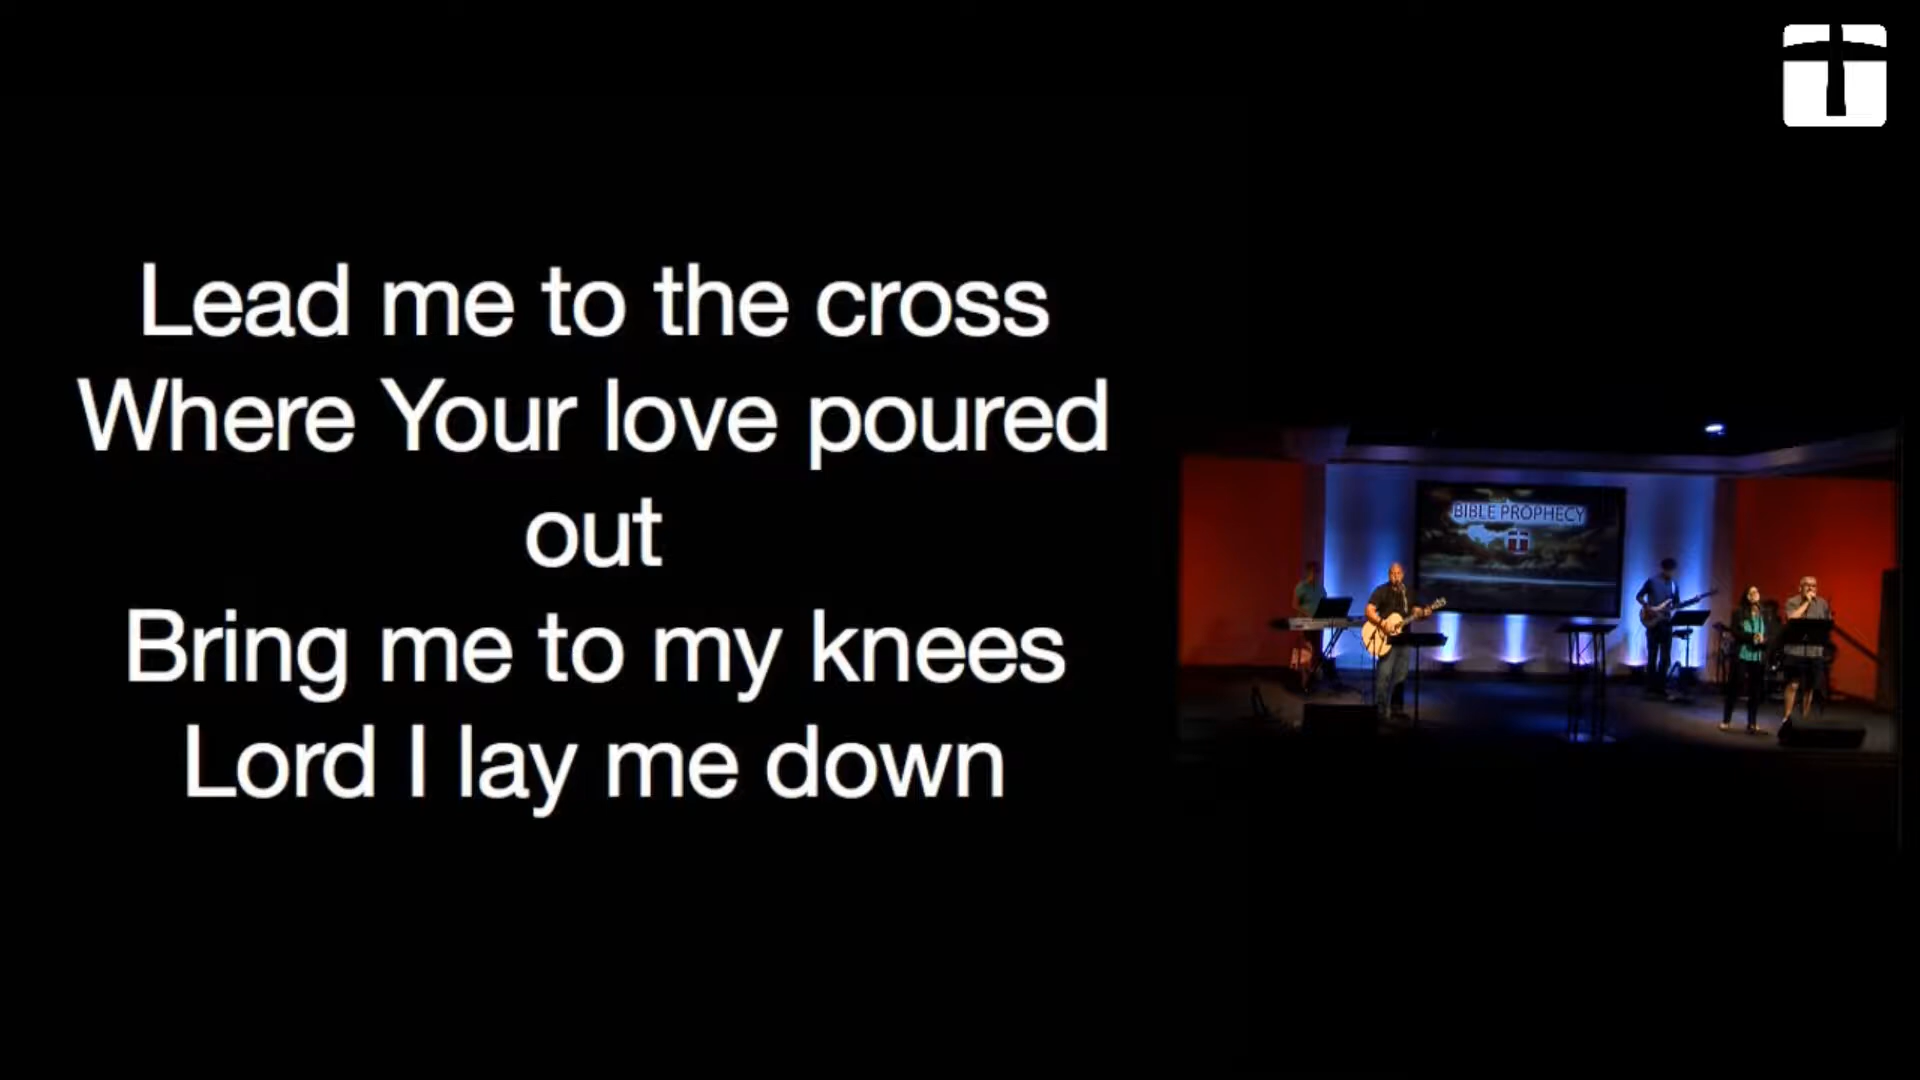 Lead me to the cross
Where Your love poured
out
Bring me to my knees
Lord I lay me down
BIBLE PROPHECY